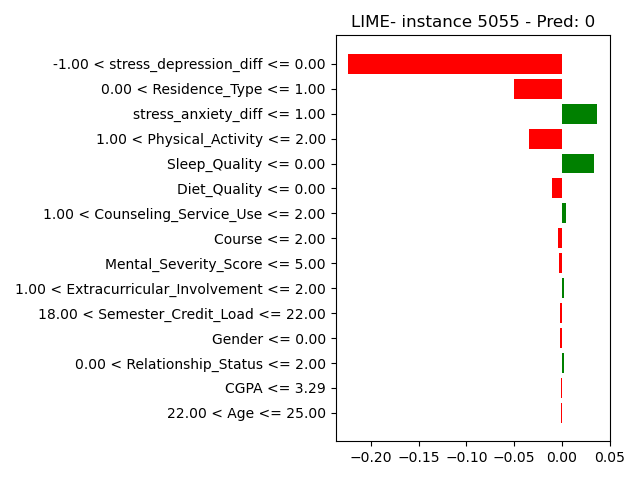 LIME- instance 5055 - Pred: 0
-1.00 < stress_depression_diff <= 0.00
0.00 < Residence_Type <= 1.00
stress_anxiety_diff <= 1.00
1.00 < Physical_Activity <= 2.00
Sleep_Quality <= 0.00
Diet_Quality <= 0.00
1.00 < Counseling_Service_Use <= 2.00
Course <= 2.00
Mental_Severity_Score <= 5.00
1.00 < Extracurricular_Involvement <= 2.00
18.00 < Semester_Credit_Load <= 22.00
Gender <= 0.00
0.00 < Relationship_Status <= 2.00
CGPA <= 3.29
22.00 < Age <= 25.00
−0.20 −0.15 −0.10 −0.05 0.00 0.05